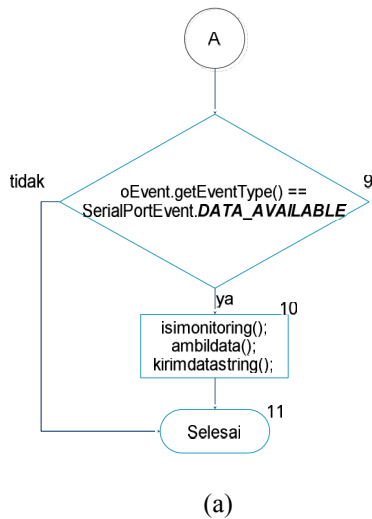 A
tidak
9
oEvent.getEventType() ==
SerialPortEvent.DATA_AVAILABLE
ya
10
isimonitoring();
ambildata();
kirimdatastring();
11
Selesai
(a)